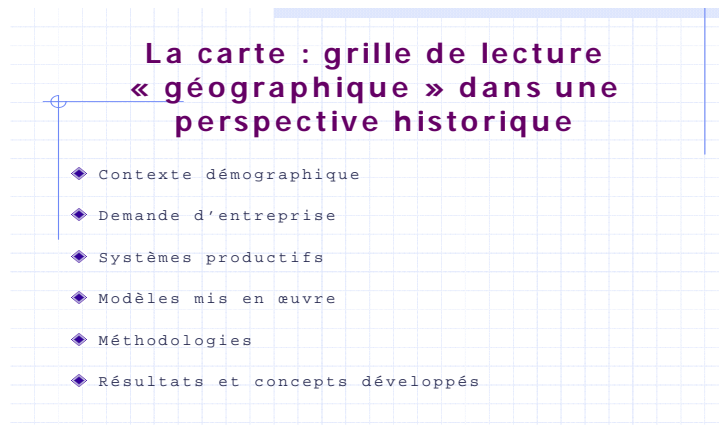 La carte : grille de lecture
« géographique » dans une
perspective historique
Contexte démographique
Demande d’entreprise
Systèmes productifs
Modèles mis en œuvre
Méthodologies
Résultats et concepts développés